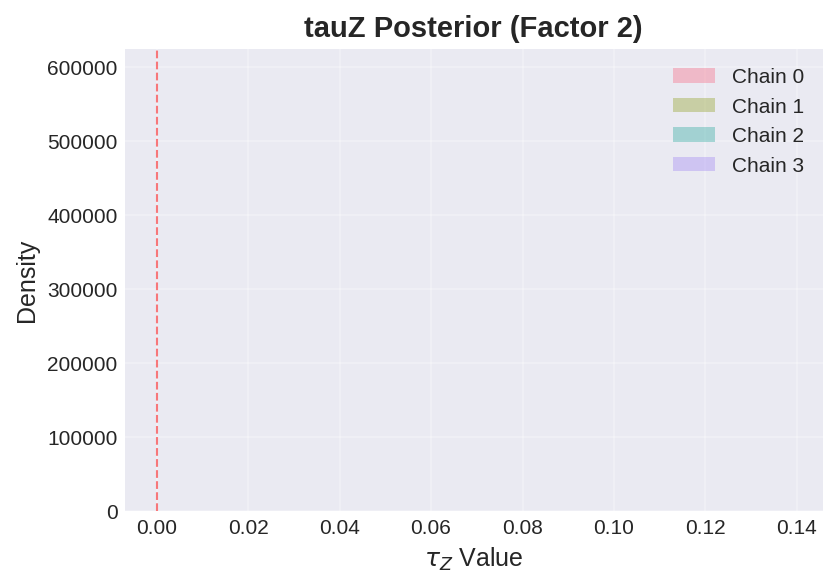 tauZ Posterior (Factor 2)
600000
500000
400000
300000
200000
100000
0
Density
Chain 0
Chain 1
Chain 2
Chain 3
0.00 0.02 0.04 0.06 0.08 0.10 0.12 0.14
τ_Z Value